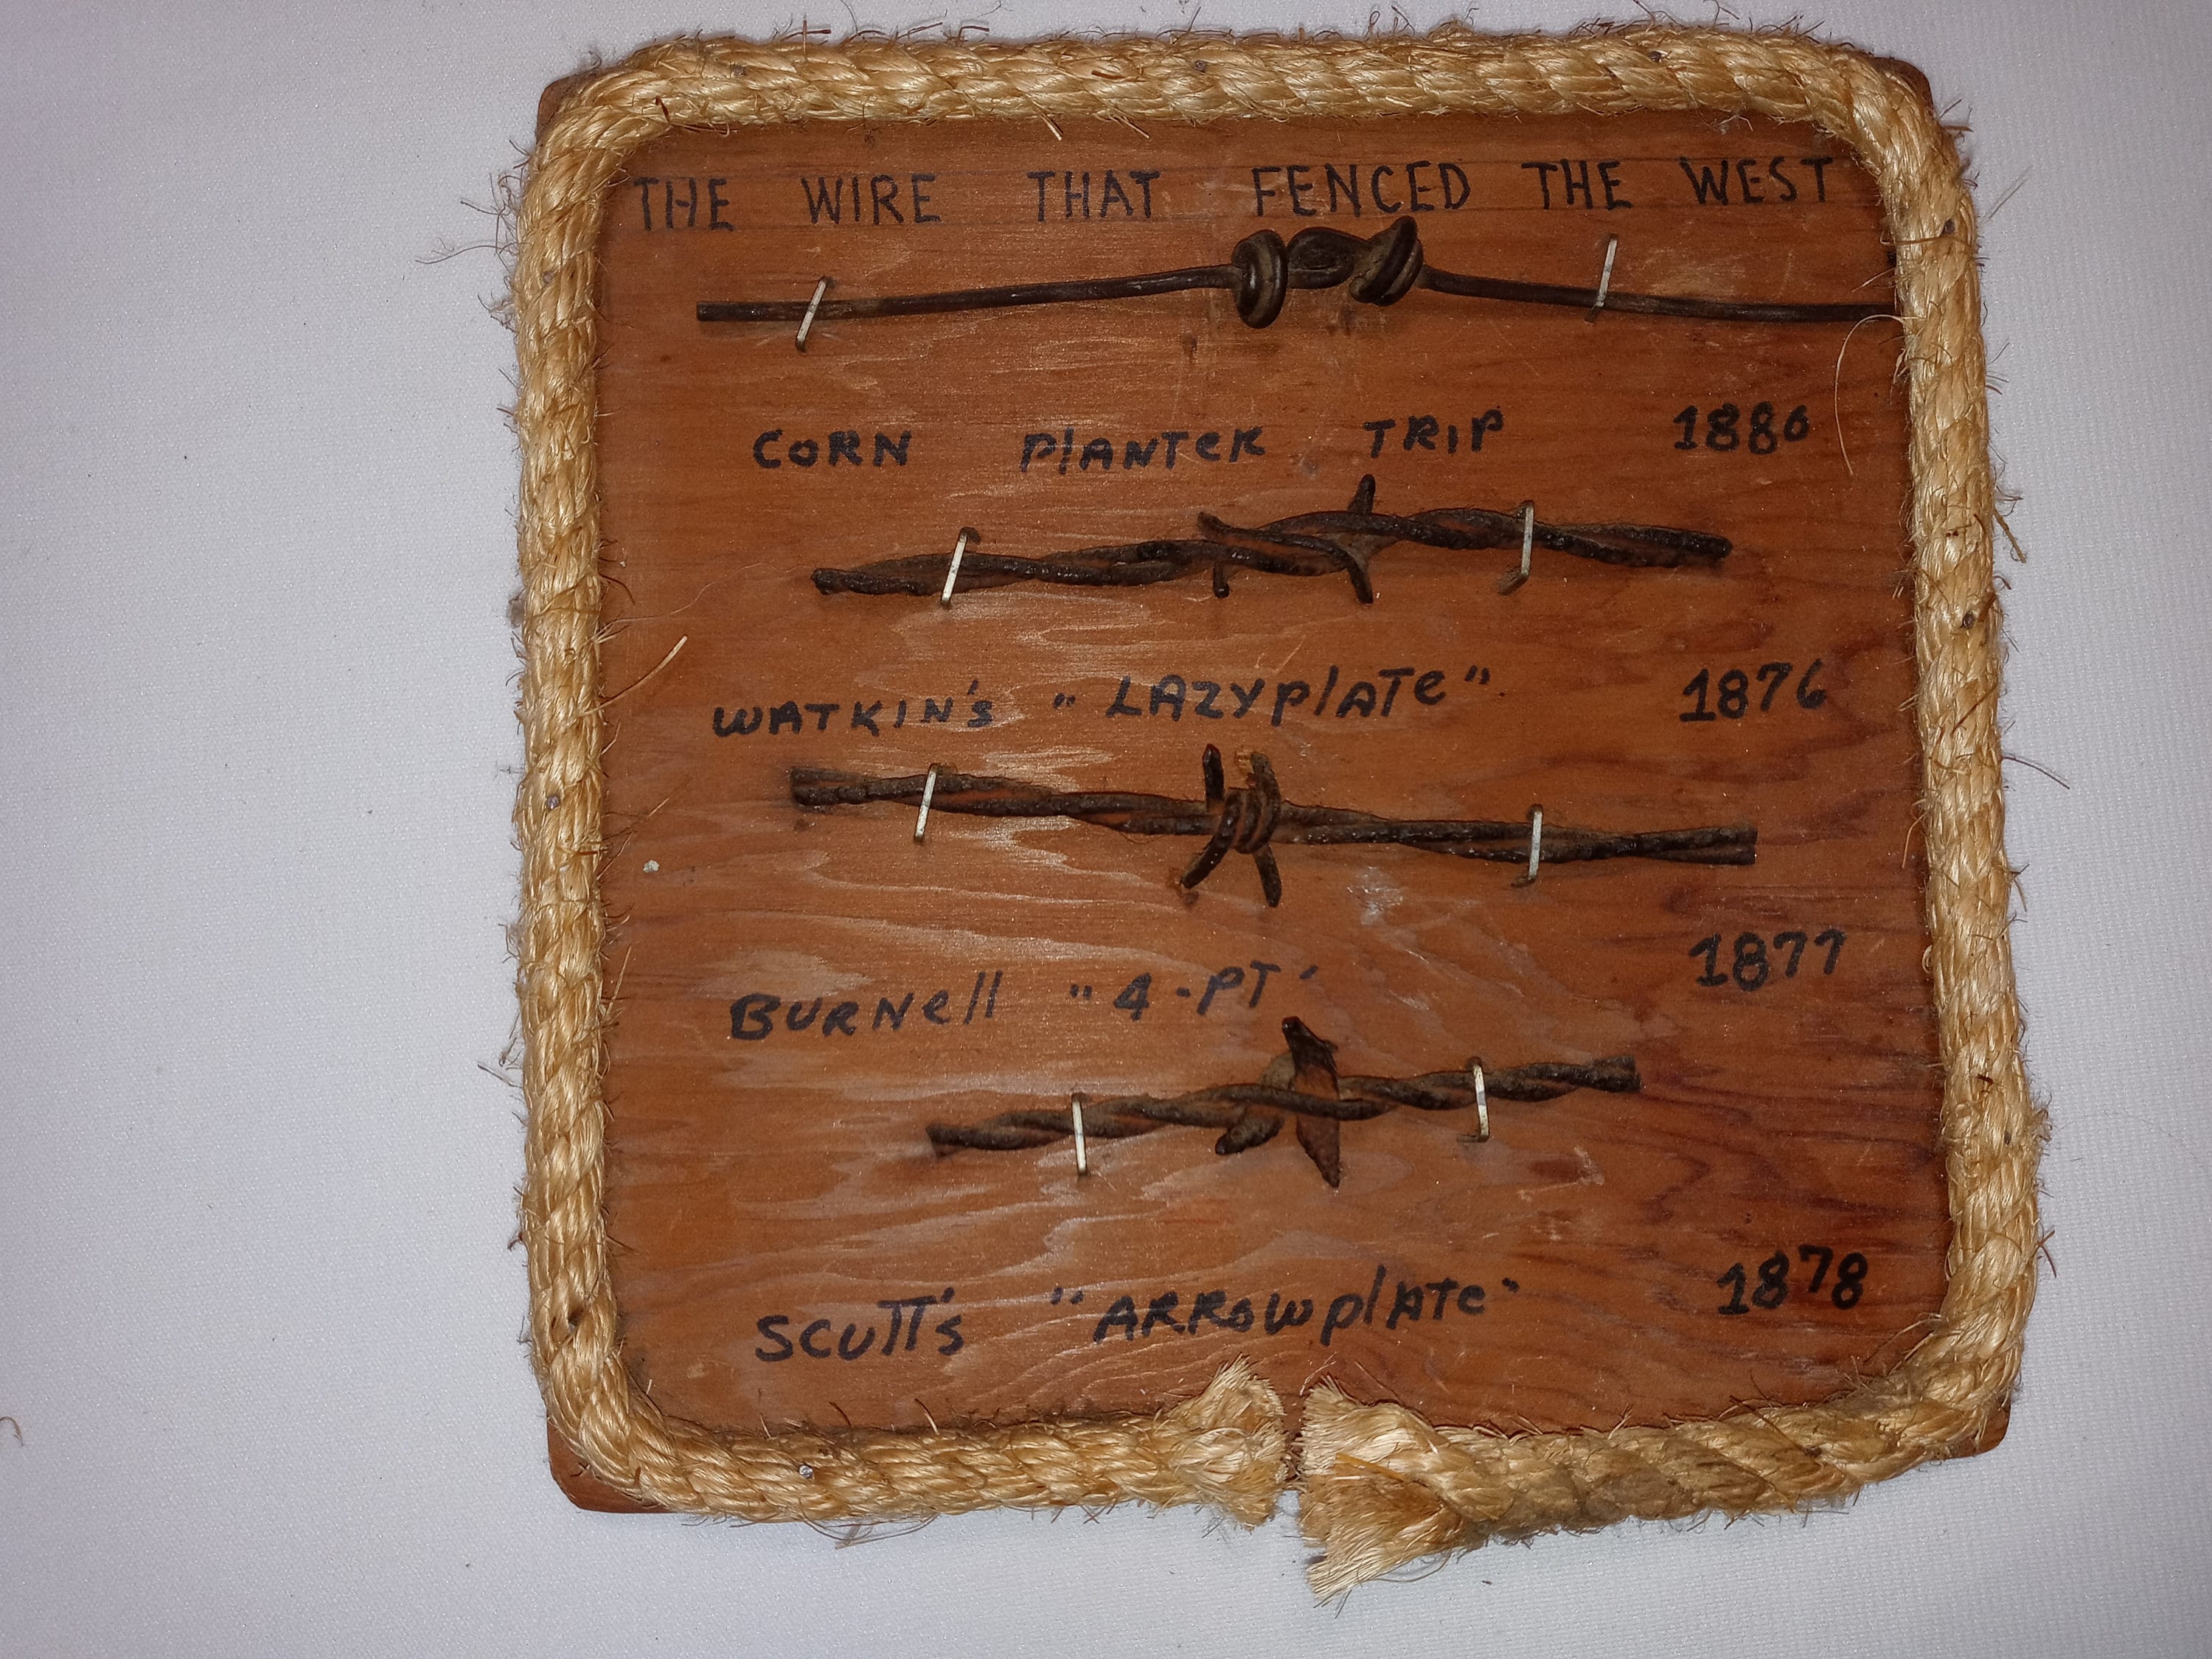 THE WIRE THAT FENCED THE WEST
CORN PlANTER TRIP 1880
WATKIN'S "LAZYPlATe" 1876
BURNell "4-PT' 1877
SCUTT'S "ARROWPlATe" 1878